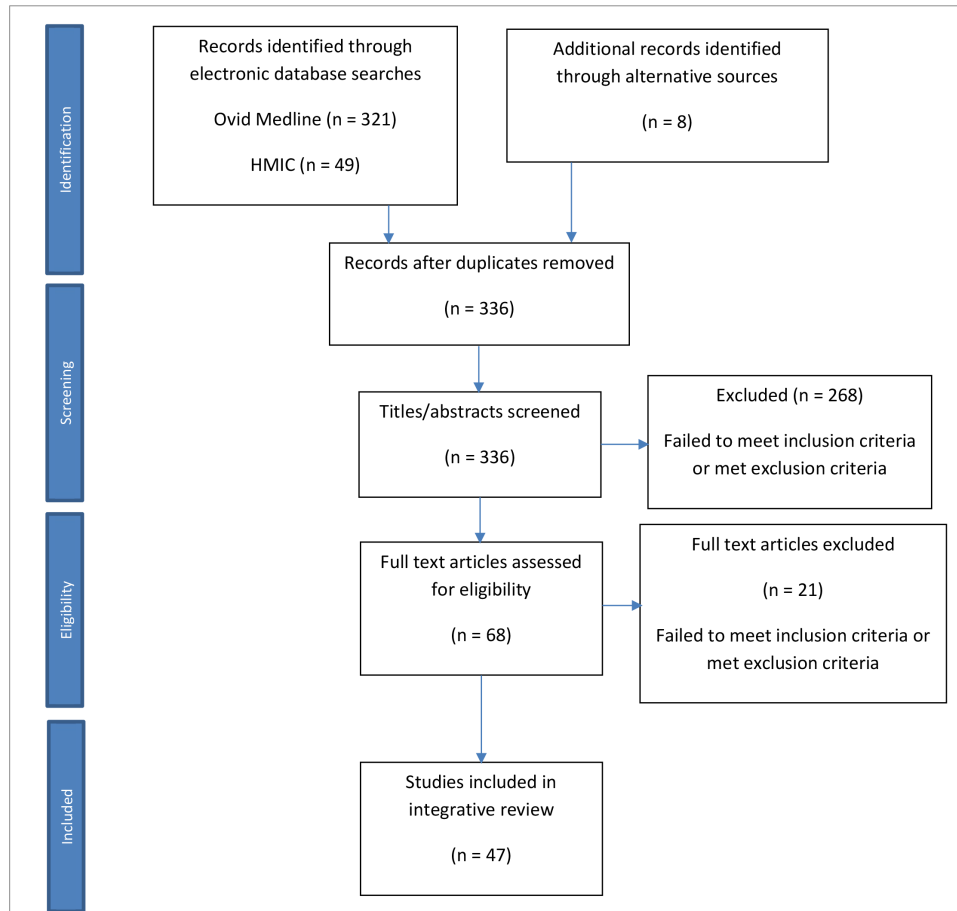 Identification
Records identified through
electronic database searches
Ovid Medline (n = 321)
HMIC (n = 49)
Additional records identified
through alternative sources
(n = 8)
Records after duplicates removed
(n = 336)
Screening
Titles/abstracts screened
(n = 336)
Excluded (n = 268)
Failed to meet inclusion criteria
or met exclusion criteria
Eligibility
Full text articles assessed
for eligibility
(n = 68)
Full text articles excluded
(n = 21)
Failed to meet inclusion criteria or
met exclusion criteria
Included
Studies included in
integrative review
(n = 47)